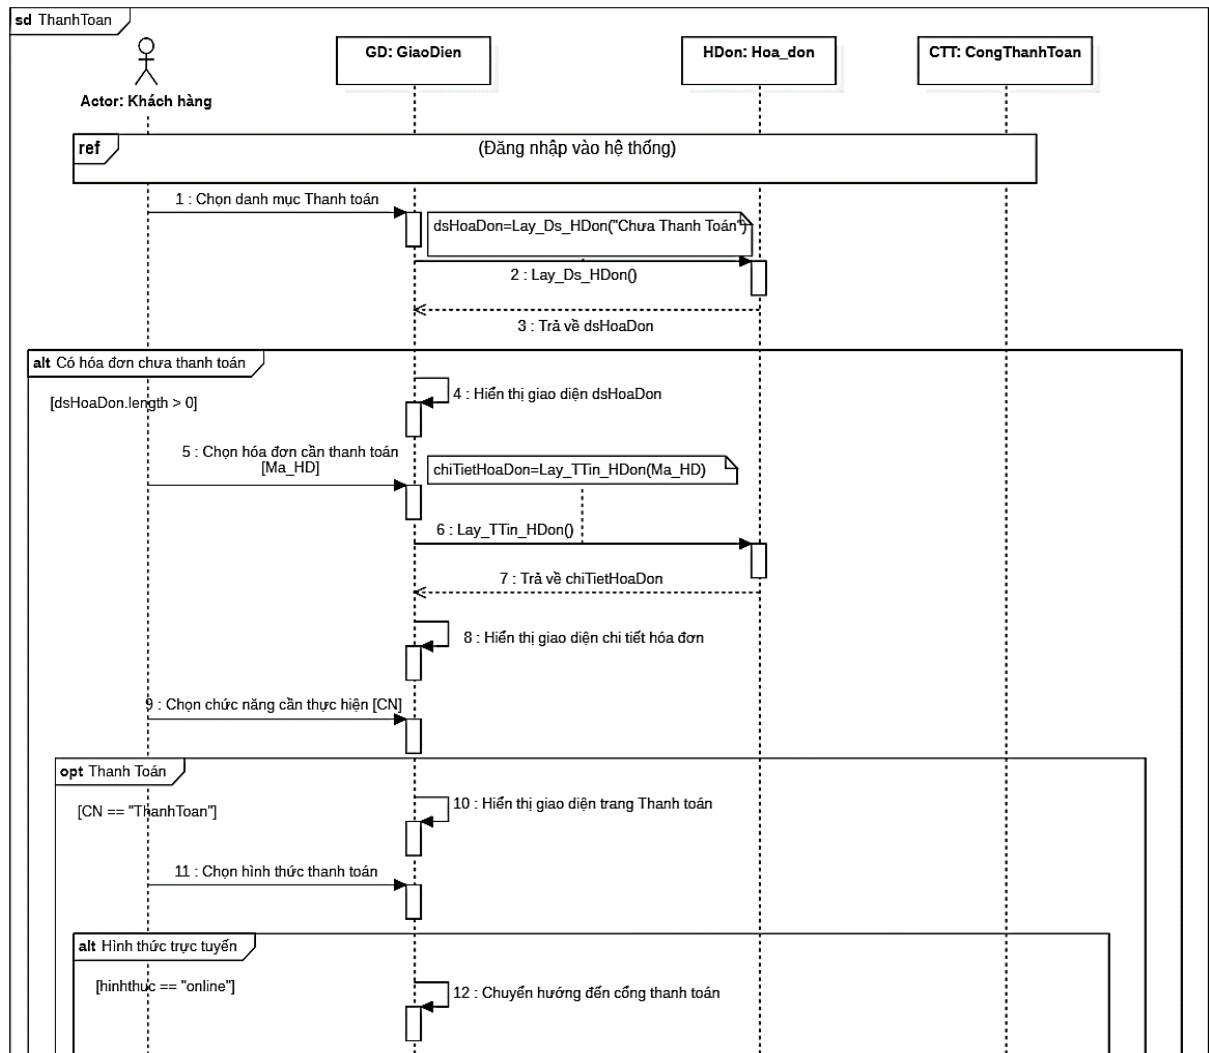 sd ThanhToan
GD: GiaoDien
HDon: Hoa_don
CTT: CongThanhToan
Actor: Khách hàng
ref
(Đăng nhập vào hệ thống)
1 : Chọn danh mục Thanh toán
dsHoaDon=Lay_Ds_HDon("Chưa Thanh Toán")
2 : Lay_Ds_HDon()
3 : Trả về dsHoaDon
alt Có hóa đơn chưa thanh toán
[dsHoaDon.length > 0]
4 : Hiển thị giao diện dsHoaDon
5 : Chọn hóa đơn cần thanh toán
[Ma_HD]
chiTietHoaDon=Lay_TTin_HDon(Ma_HD)
6 : Lay_TTin_HDon()
7 : Trả về chiTietHoaDon
8 : Hiển thị giao diện chi tiết hóa đơn
9 : Chọn chức năng cần thực hiện [CN]
opt Thanh Toán
[CN == "ThanhToan"]
10 : Hiển thị giao diện trang Thanh toán
11 : Chọn hình thức thanh toán
alt Hình thức trực tuyến
[hinhthuc == "online"]
12 : Chuyển hướng đến cổng thanh toán